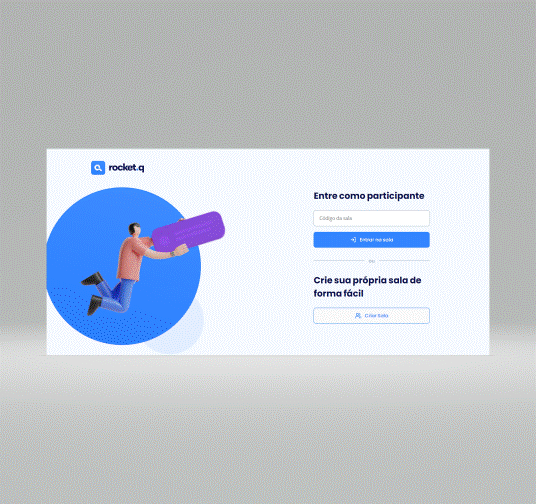 rocket.q
Entre como participante
Código da sala
Entrar na sala
ou
Crie sua própria sala de
forma fácil
Criar Sala